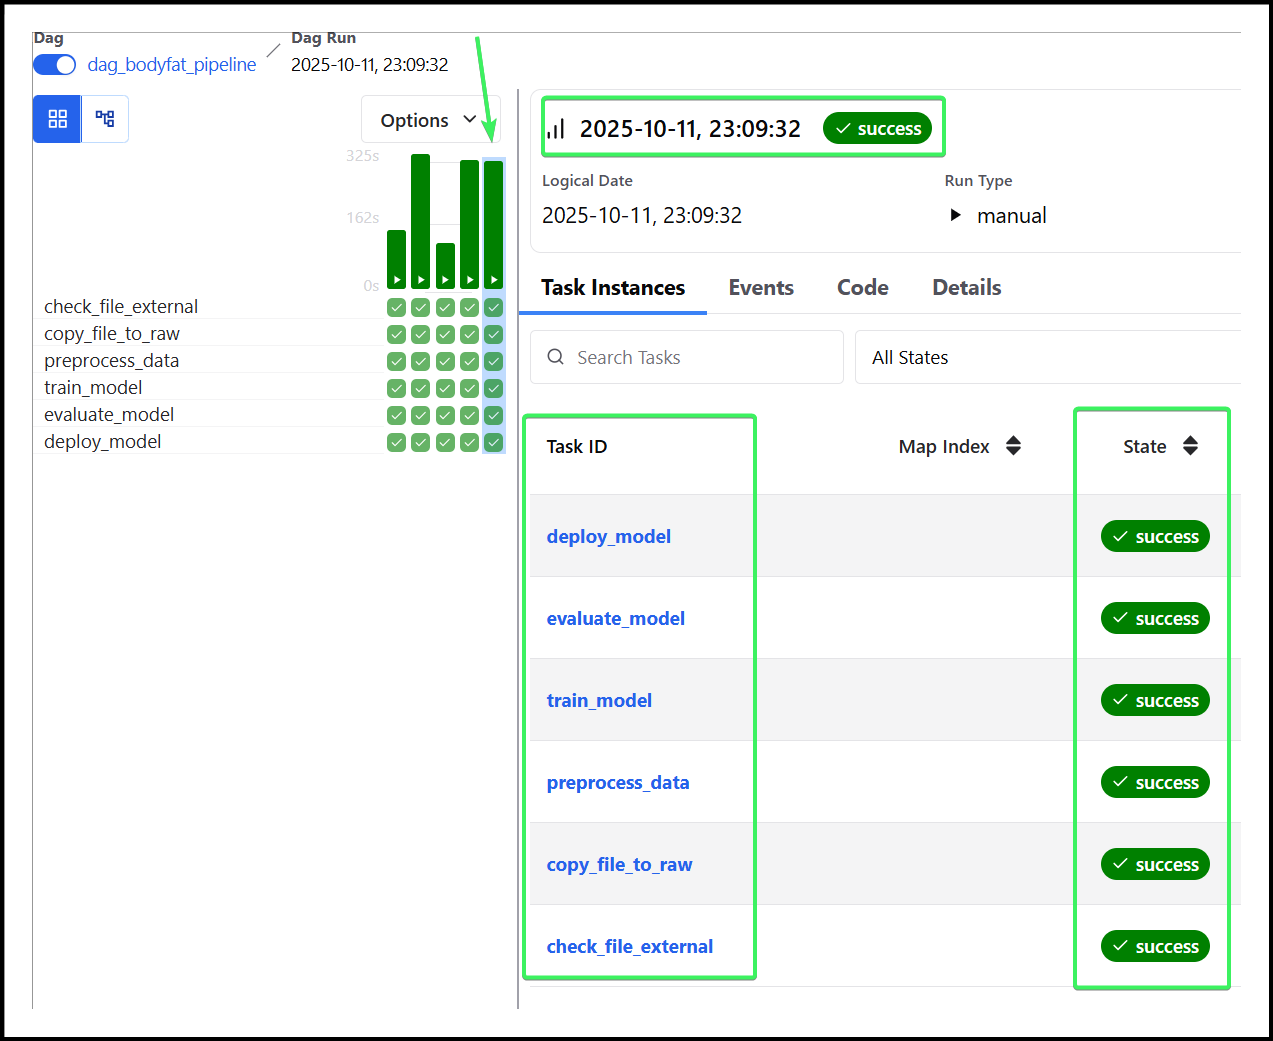 Dag
dag_bodyfat_pipeline
Dag Run
2025-10-11, 23:09:32
Options
325s
162s
0s
check_file_external
copy_file_to_raw
preprocess_data
train_model
evaluate_model
deploy_model
2025-10-11, 23:09:32 success
Logical Date
2025-10-11, 23:09:32
Run Type
manual
Task Instances Events Code Details
Search Tasks All States
Task ID Map Index State
deploy_model success
evaluate_model success
train_model success
preprocess_data success
copy_file_to_raw success
check_file_external success